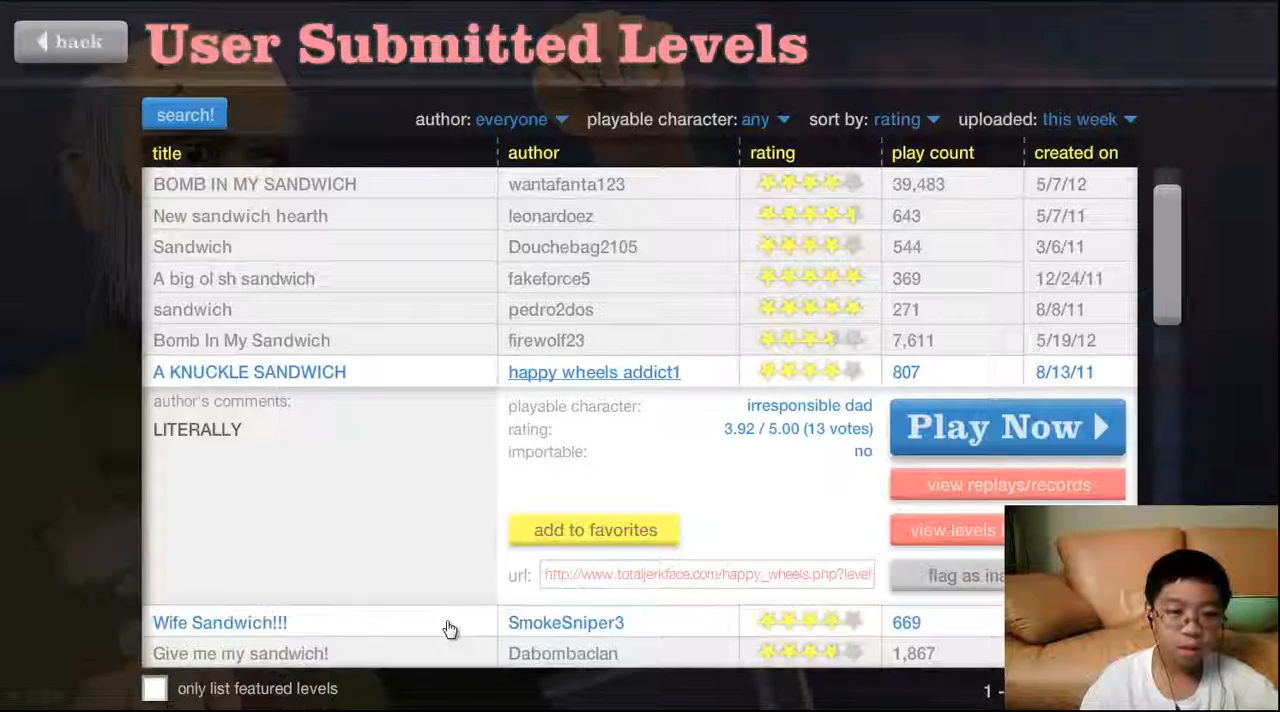 back
User Submitted Levels
search!
author: everyone
playable character: any
sort by: rating
uploaded: this week
title author rating play count created on
BOMB IN MY SANDWICH wantafanta123 39,483 5/7/12
New sandwich hearth leonardoez 643 5/7/11
Sandwich Douchebag2105 544 3/6/11
A big ol sh sandwich fakeforce5 369 12/24/11
sandwich pedro2dos 271 8/8/11
Bomb In My Sandwich firewolf23 7,611 5/19/12
A KNUCKLE SANDWICH happy wheels addict1 807 8/13/11
author's comments:
LITERALLY
playable character: irresponsible dad
rating: 3.92 / 5.00 (13 votes)
importable: no
Play Now
view replays/records
add to favorites
view levels
url: http://www.totaljerkface.com/happy_wheels.php?level
flag as
Wife Sandwich!!! SmokeSniper3 669
Give me my sandwich! Dabombaclan 1,867
only list featured levels
1 -